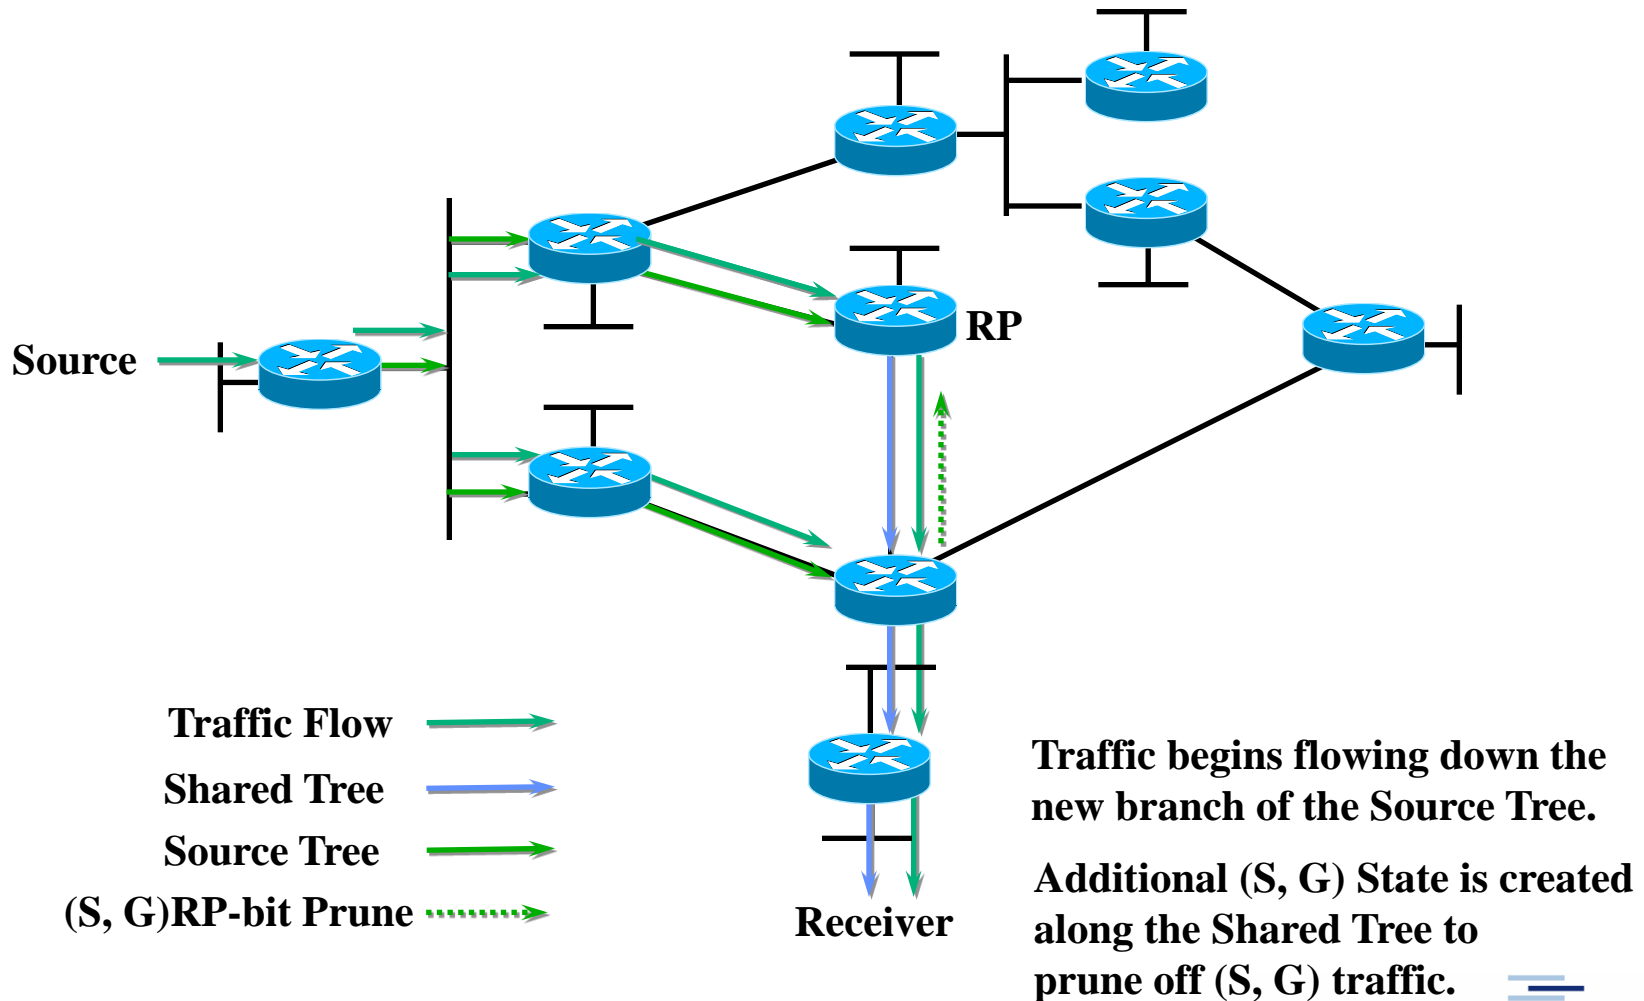 RP
Source
Traffic Flow
Shared Tree
Source Tree
(S, G)RP-bit Prune
Receiver
Traffic begins flowing down the
new branch of the Source Tree.
Additional (S, G) State is created
along the Shared Tree to
prune off (S, G) traffic.